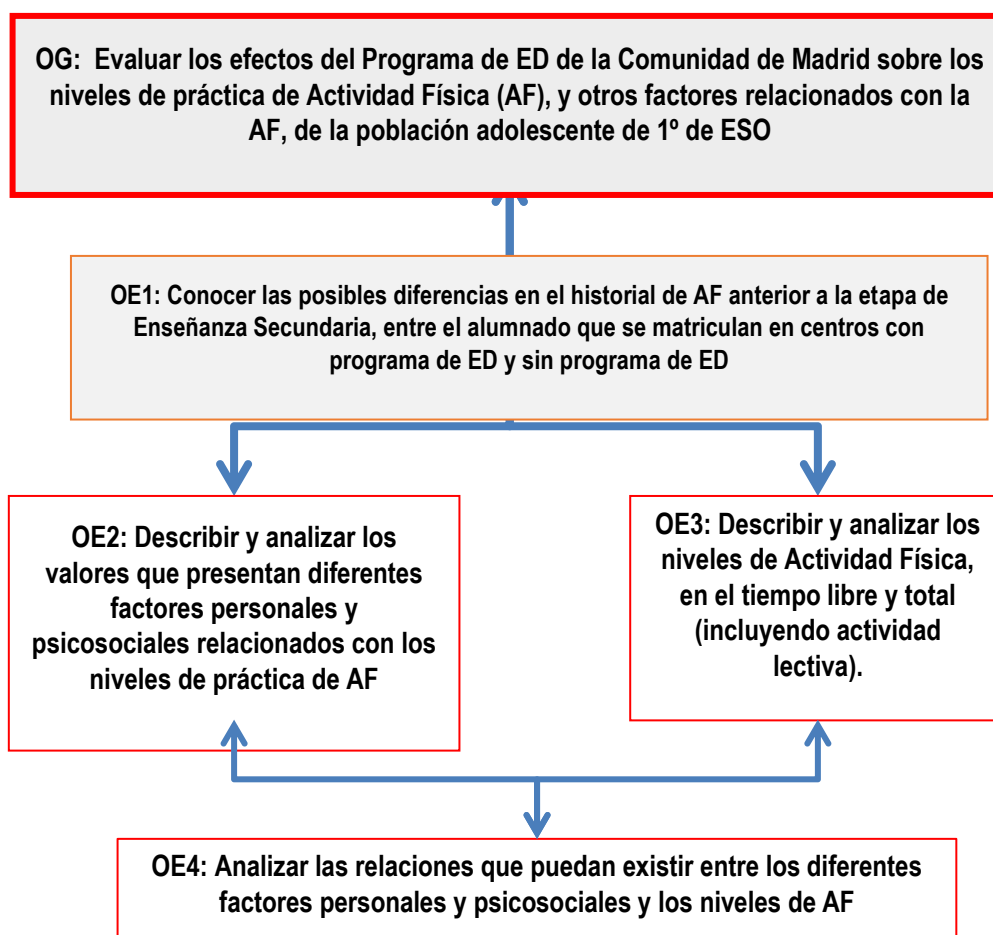 OG: Evaluar los efectos del Programa de ED de la Comunidad de Madrid sobre los
niveles de práctica de Actividad Física (AF), y otros factores relacionados con la
AF, de la población adolescente de 1º de ESO
OE1: Conocer las posibles diferencias en el historial de AF anterior a la etapa de
Enseñanza Secundaria, entre el alumnado que se matriculan en centros con
programa de ED y sin programa de ED
OE2: Describir y analizar los
valores que presentan diferentes
factores personales y
psicosociales relacionados con los
niveles de práctica de AF
OE3: Describir y analizar los
niveles de Actividad Física,
en el tiempo libre y total
(incluyendo actividad
lectiva).
OE4: Analizar las relaciones que puedan existir entre los diferentes
factores personales y psicosociales y los niveles de AF